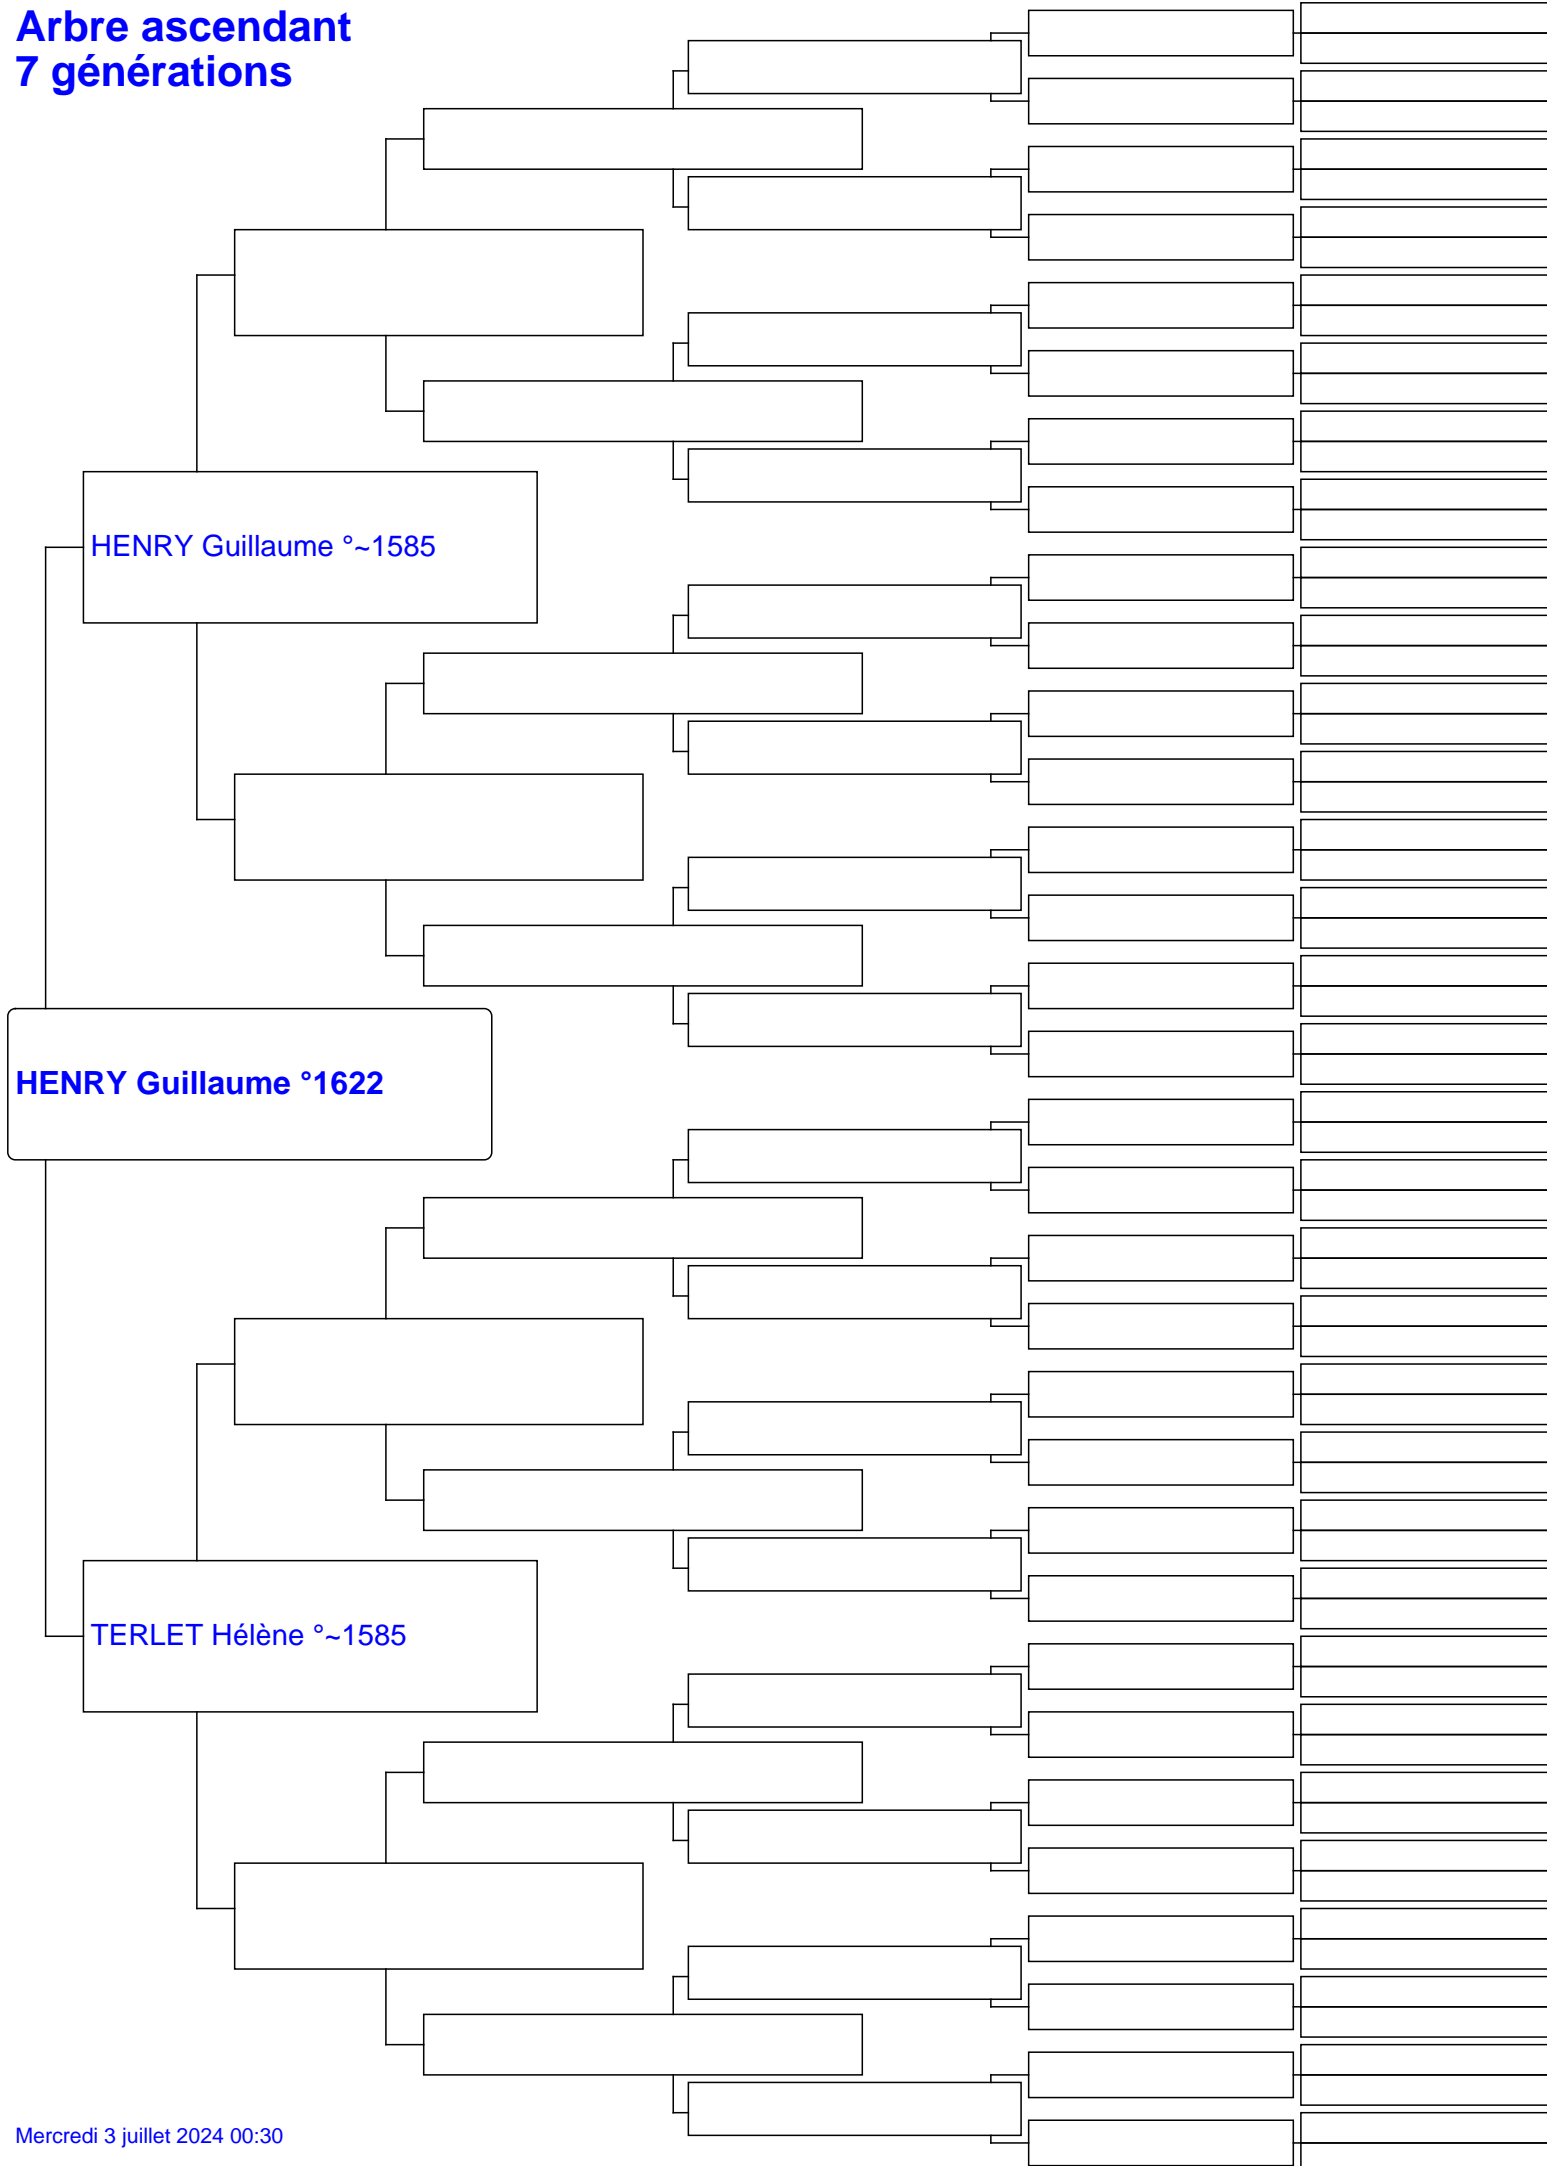 Arbre ascendant
7 générations
HENRY Guillaume °~1585
HENRY Guillaume °1622
TERLET Hélène °~1585
Mercredi 3 juillet 2024 00:30